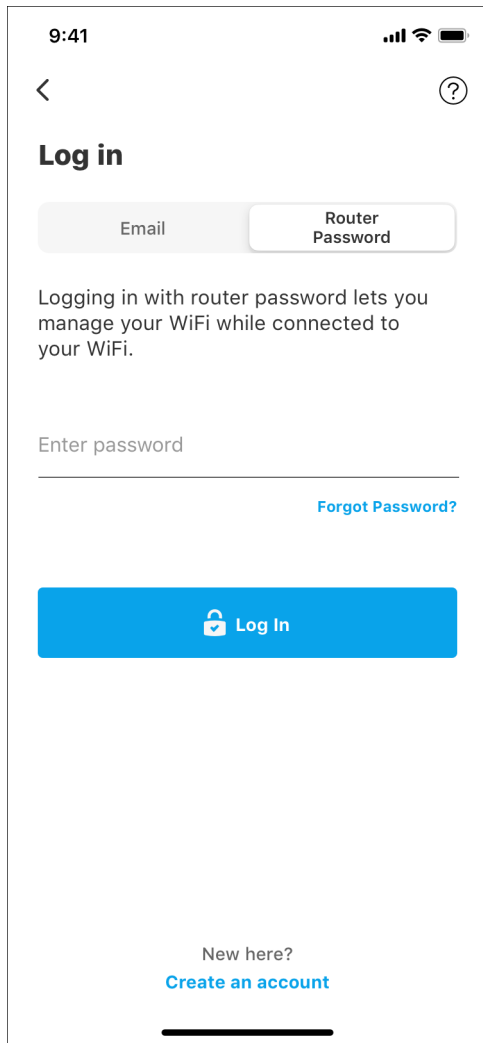 9:41
?
Log in
Email
Router
Password
Logging in with router password lets you
manage your WiFi while connected to
your WiFi.
Enter password
Forgot Password?
Log In
New here?
Create an account